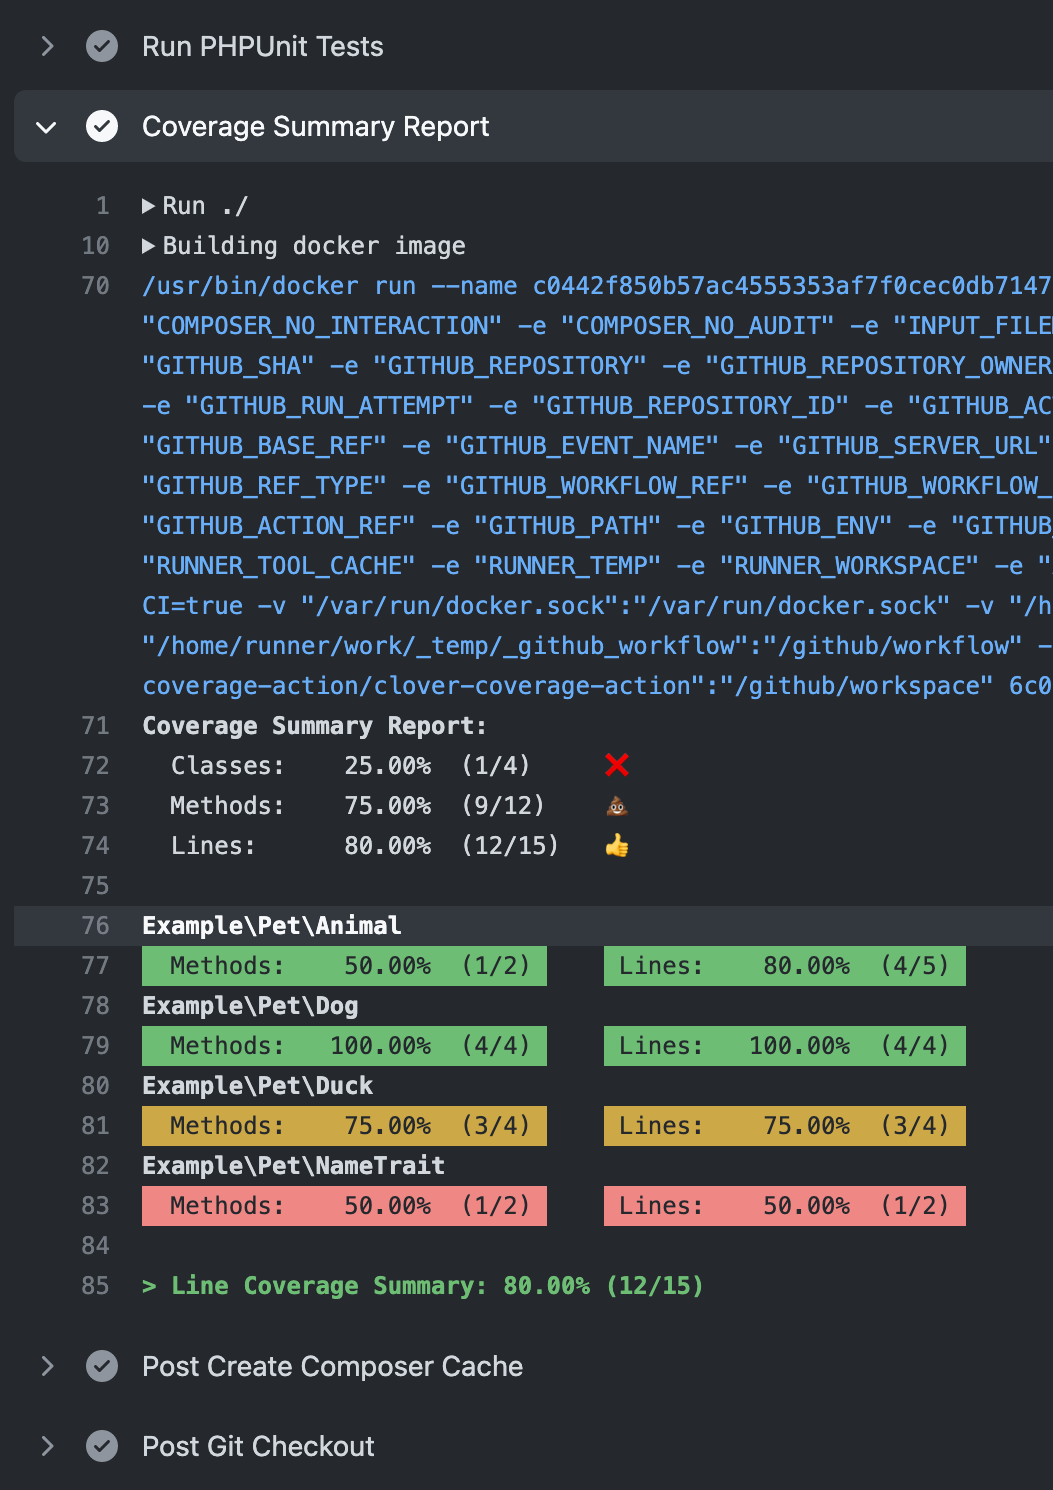 Run PHPUnit Tests
Coverage Summary Report
1 ▶ Run ./
10 ▶ Building docker image
70 /usr/bin/docker run --name c0442f850b57ac4555353af7f0cec0db7147
"COMPOSER_NO_INTERACTION" -e "COMPOSER_NO_AUDIT" -e "INPUT_FILE
"GITHUB_SHA" -e "GITHUB_REPOSITORY" -e "GITHUB_REPOSITORY_OWNER
-e "GITHUB_RUN_ATTEMPT" -e "GITHUB_REPOSITORY_ID" -e "GITHUB_AC
"GITHUB_BASE_REF" -e "GITHUB_EVENT_NAME" -e "GITHUB_SERVER_URL"
"GITHUB_REF_TYPE" -e "GITHUB_WORKFLOW_REF" -e "GITHUB_WORKFLOW_
"GITHUB_ACTION_REF" -e "GITHUB_PATH" -e "GITHUB_ENV" -e "GITHUB_
"RUNNER_TOOL_CACHE" -e "RUNNER_TEMP" -e "RUNNER_WORKSPACE" -e "
CI=true -v "/var/run/docker.sock":"/var/run/docker.sock" -v "/h
"/home/runner/work/_temp/_github_workflow":"/github/workflow" -
coverage-action/clover-coverage-action":"/github/workspace" 6c0
71 Coverage Summary Report:
72 Classes: 25.00% (1/4) ❌
73 Methods: 75.00% (9/12) 💩
74 Lines: 80.00% (12/15) 👍
75
76 Example\Pet\Animal
77 Methods: 50.00% (1/2) Lines: 80.00% (4/5)
78 Example\Pet\Dog
79 Methods: 100.00% (4/4) Lines: 100.00% (4/4)
80 Example\Pet\Duck
81 Methods: 75.00% (3/4) Lines: 75.00% (3/4)
82 Example\Pet\NameTrait
83 Methods: 50.00% (1/2) Lines: 50.00% (1/2)
84
85 > Line Coverage Summary: 80.00% (12/15)
Post Create Composer Cache
Post Git Checkout